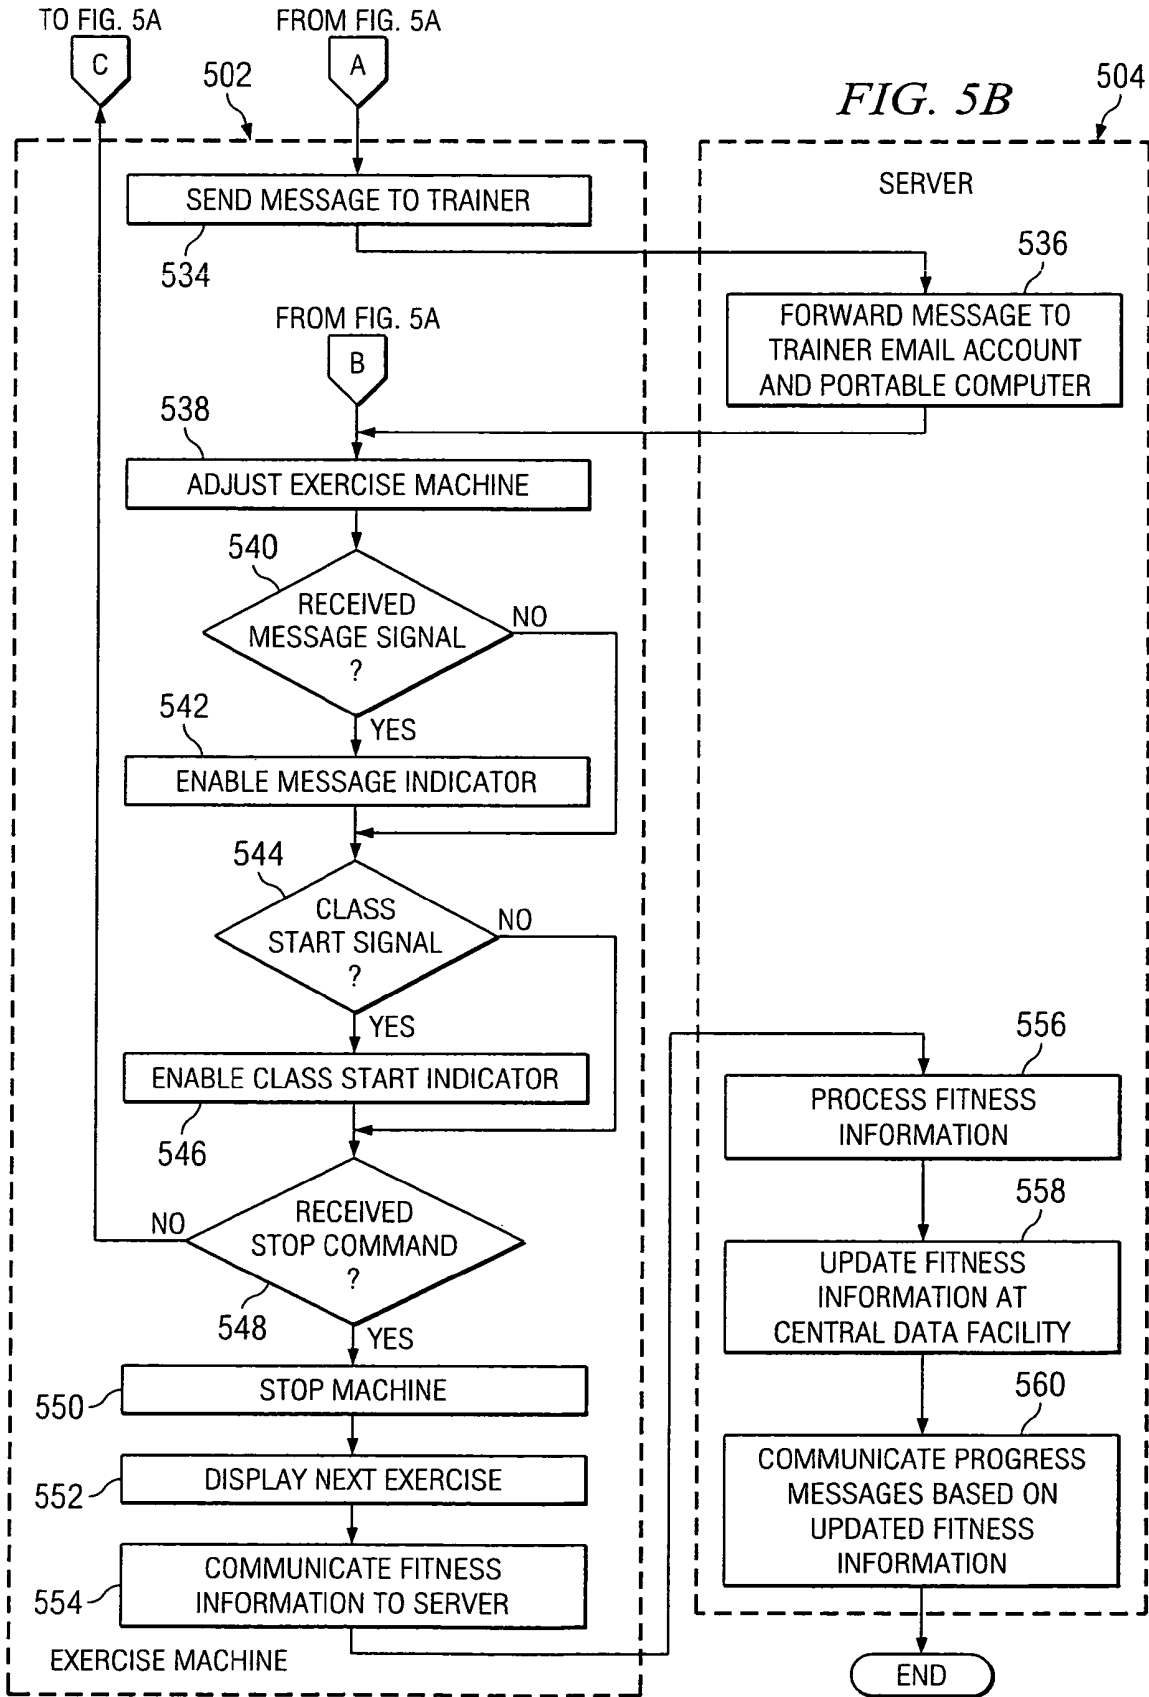 TO FIG. 5A
FROM FIG. 5A
C
A
502
FIG. 5B
504
SERVER
SEND MESSAGE TO TRAINER
534
536
FORWARD MESSAGE TO
TRAINER EMAIL ACCOUNT
AND PORTABLE COMPUTER
FROM FIG. 5A
B
538
ADJUST EXERCISE MACHINE
540
RECEIVED
MESSAGE SIGNAL
?
NO
YES
542
ENABLE MESSAGE INDICATOR
544
CLASS
START SIGNAL
?
NO
YES
ENABLE CLASS START INDICATOR
546
RECEIVED
STOP COMMAND
?
NO
548
YES
550
STOP MACHINE
552
DISPLAY NEXT EXERCISE
554
COMMUNICATE FITNESS
INFORMATION TO SERVER
EXERCISE MACHINE
556
PROCESS FITNESS
INFORMATION
558
UPDATE FITNESS
INFORMATION AT
CENTRAL DATA FACILITY
560
COMMUNICATE PROGRESS
MESSAGES BASED ON
UPDATED FITNESS
INFORMATION
END